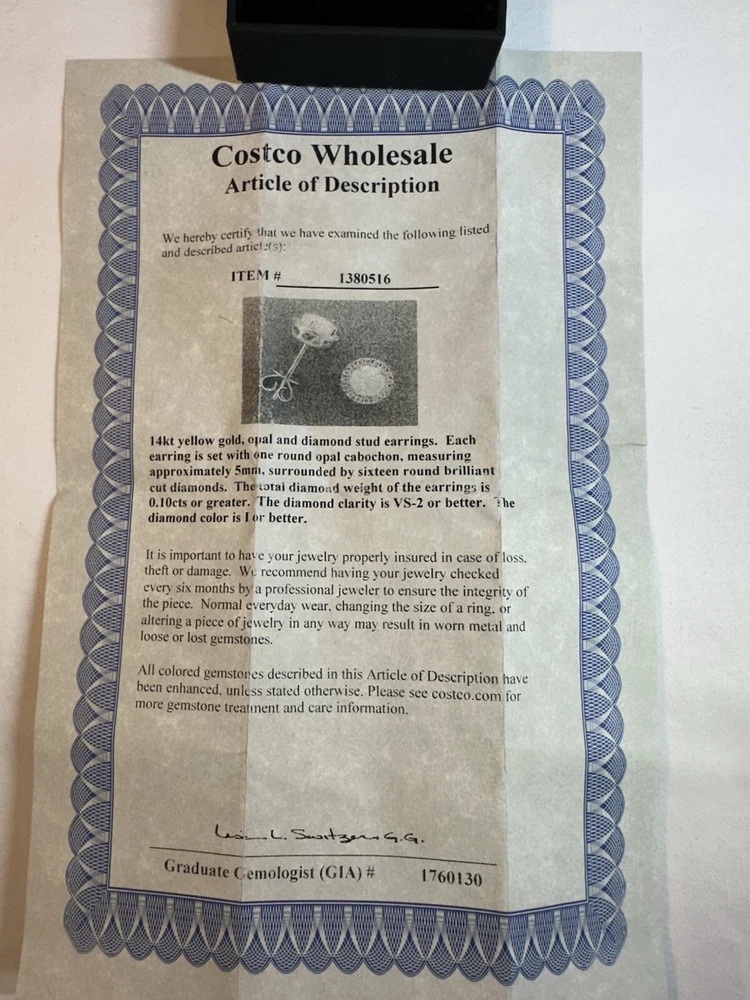 Costco Wholesale
Article of Description
We hereby certify that we have examined the following listed
and described article(s):
ITEM # 1380516
14kt yellow gold, opal and diamond stud earrings. Each
earring is set with one round opal cabochon, measuring
approximately 5mm, surrounded by sixteen round brilliant
cut diamonds. The total diamond weight of the earrings is
0.10cts or greater. The diamond clarity is VS-2 or better. The
diamond color is I or better.
It is important to have your jewelry properly insured in case of loss,
theft or damage. We recommend having your jewelry checked
every six months by a professional jeweler to ensure the integrity of
the piece. Normal everyday wear, changing the size of a ring, or
altering a piece of jewelry in any way may result in worn metal and
loose or lost gemstones.
All colored gemstones described in this Article of Description have
been enhanced, unless stated otherwise. Please see costco.com for
more gemstone treatment and care information.
L. G.G.
Graduate Gemologist (GIA) # 1760130